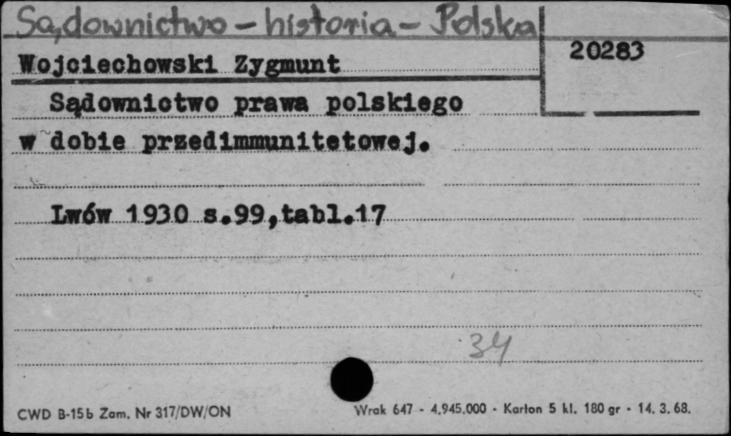 Sądownictwo - historia - Polska
20283
Wojciechowski Zygmunt
Sądownictwo prawa polskiego
w dobie przedimmunitetowej.
Lwów 1930 s.99,tabl.17
34
CWD B-15b Zam. Nr 317/DW/ON
Wrak 647 - 4.945.000 - Karton 5 kl. 180 gr - 14. 3. 68.